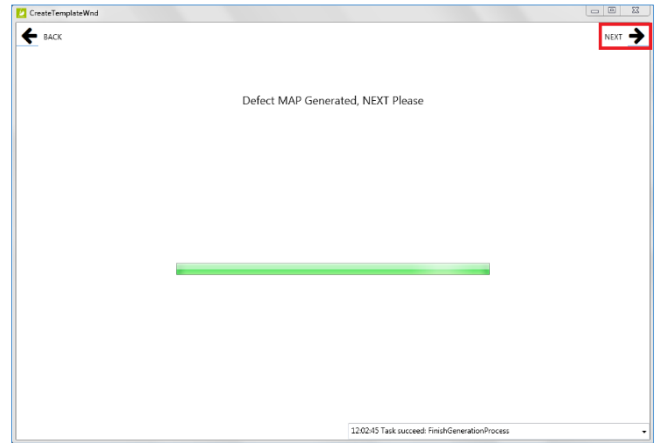 CreateTemplateWnd
BACK
NEXT
Defect MAP Generated, NEXT Please
12:02:45 Task succeed: FinishGenerationProcess